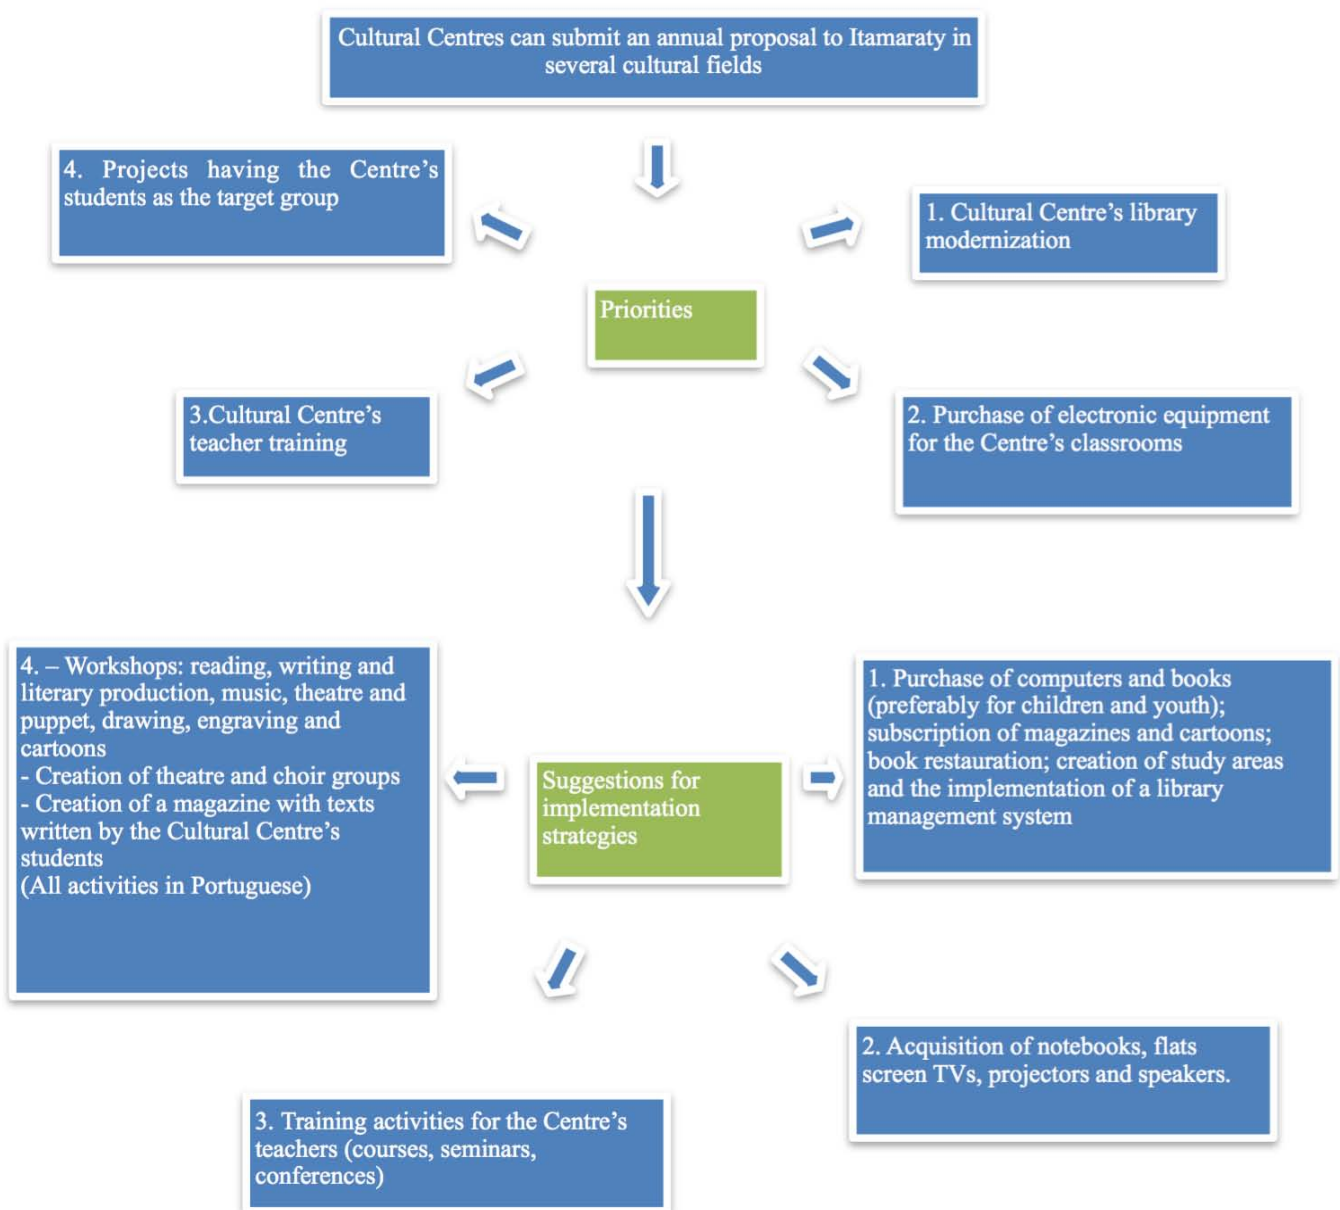 Cultural Centres can submit an annual proposal to Itamaraty in
several cultural fields
4. Projects having the Centre’s
students as the target group
1. Cultural Centre’s library
modernization
Priorities
3.Cultural Centre’s
teacher training
2. Purchase of electronic equipment
for the Centre’s classrooms
4. – Workshops: reading, writing and
literary production, music, theatre and
puppet, drawing, engraving and
cartoons
- Creation of theatre and choir groups
- Creation of a magazine with texts
written by the Cultural Centre’s
students
(All activities in Portuguese)
Suggestions for
implementation
strategies
1. Purchase of computers and books
(preferably for children and youth);
subscription of magazines and cartoons;
book restauration; creation of study areas
and the implementation of a library
management system
2. Acquisition of notebooks, flats
screen TVs, projectors and speakers.
3. Training activities for the Centre’s
teachers (courses, seminars,
conferences)